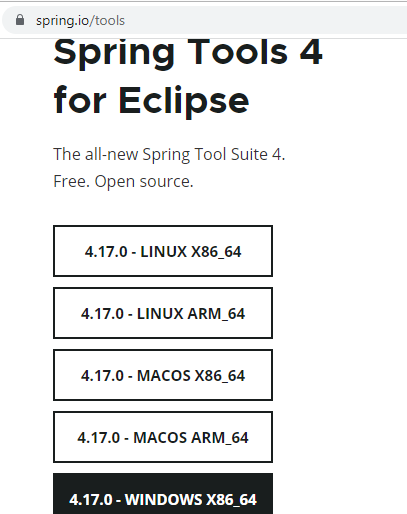 spring.io/tools
Spring Tools 4
for Eclipse
The all-new Spring Tool Suite 4.
Free. Open source.
4.17.0 - LINUX X86_64
4.17.0 - LINUX ARM_64
4.17.0 - MACOS X86_64
4.17.0 - MACOS ARM_64
4.17.0 - WINDOWS X86_64